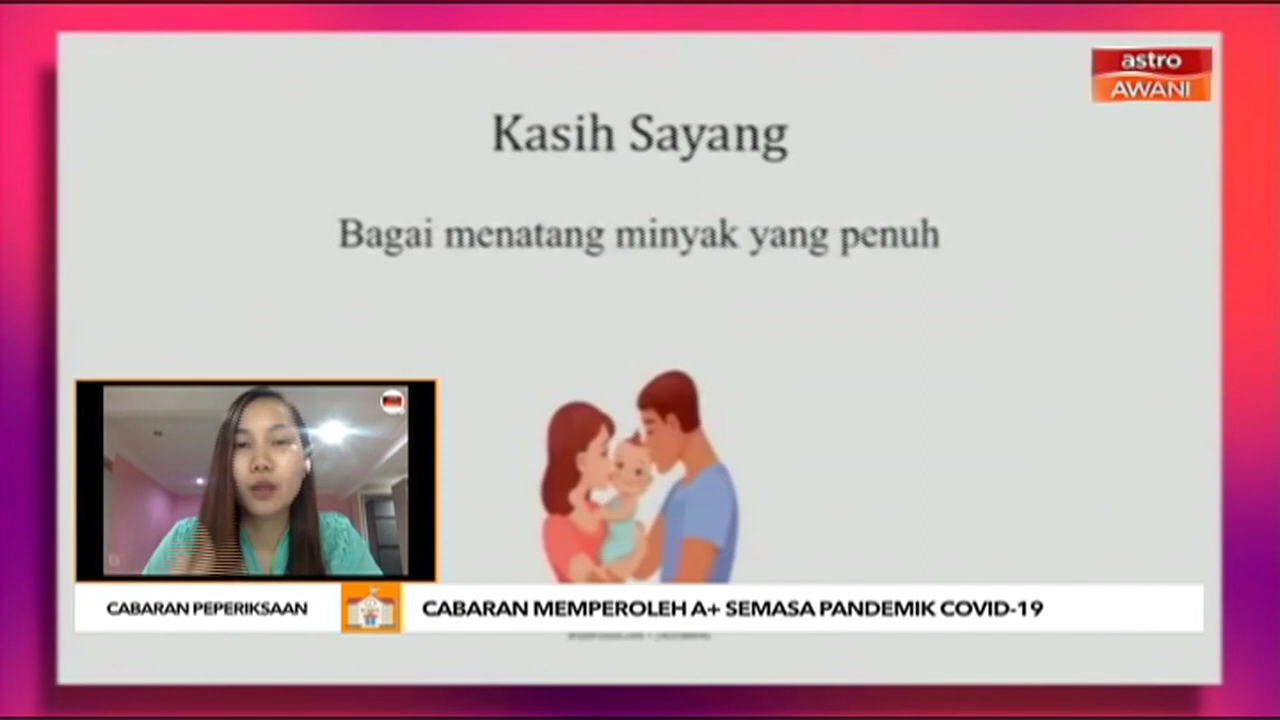 astro
AWANI
Kasih Sayang
Bagai menatang minyak yang penuh
CABARAN PEPERIKSAAN
CABARAN MEMPEROLEH A+ SEMASA PANDEMIK COVID-19